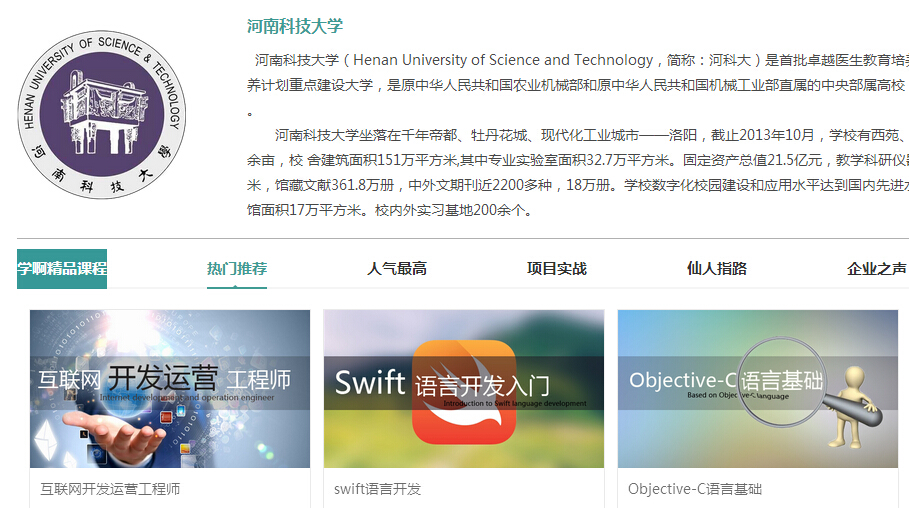 河南科技大学
HENAN UNIVERSITY OF SCIENCE & TECHNOLOGY
河南科技大学
河南科技大学（Henan University of Science and Technology，简称：河科大）是首批卓越医生教育培养
养计划重点建设大学，是原中华人民共和国农业机械部和原中华人民共和国机械工业部直属的中央部属高校
。
河南科技大学坐落在千年帝都、牡丹花城、现代化工业城市——洛阳，截止2013年10月，学校有西苑、
余亩，校 舍建筑面积151万平方米,其中专业实验室面积32.7万平方米。固定资产总值21.5亿元，教学科研仪器
米，馆藏文献361.8万册，中外文期刊近2200多种，18万册。学校数字化校园建设和应用水平达到国内先进水
馆面积17万平方米。校内外实习基地200余个。
学啊精品课程 热门推荐 人气最高 项目实战 仙人指路 企业之声
互联网 开发运营 工程师
Internet development and operation engineer
Swift 语言开发入门
Introduction to Swift language development
Objective-C 语言基础
Based on Objective-C language
互联网开发运营工程师 swift语言开发 Objective-C语言基础